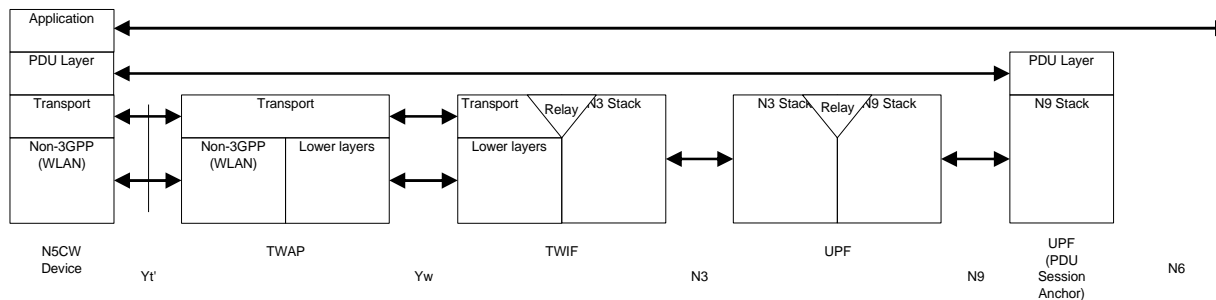 Application
PDU Layer
PDU Layer
Transport
Transport
Transport
Relay
N3 Stack
N3 Stack
Relay
N9 Stack
N9 Stack
Non-3GPP
(WLAN)
Non-3GPP
(WLAN)
Lower layers
Lower layers
N5CW
Device
Yt'
TWAP
Yw
TWIF
N3
UPF
N9
UPF
(PDU
Session
Anchor)
N6